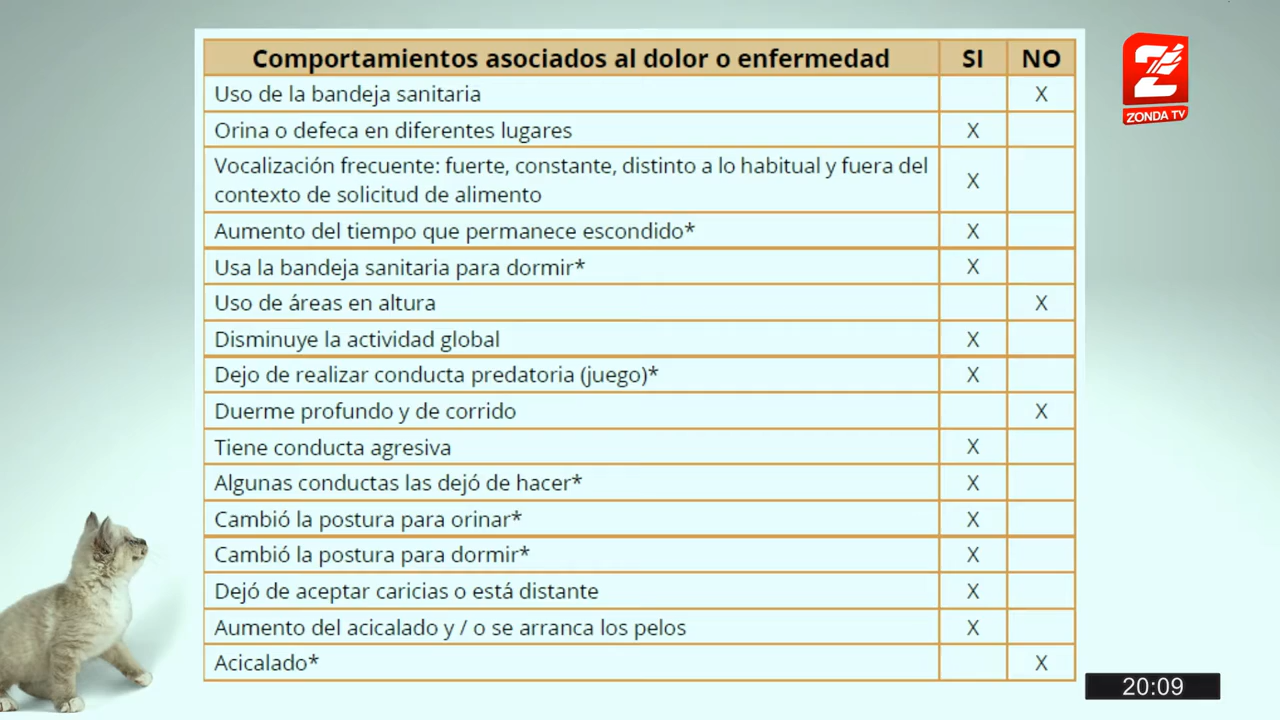 Comportamientos asociados al dolor o enfermedad SI NO
Uso de la bandeja sanitaria X
Orina o defeca en diferentes lugares X
Vocalización frecuente: fuerte, constante, distinto a lo habitual y fuera del
contexto de solicitud de alimento X
Aumento del tiempo que permanece escondido* X
Usa la bandeja sanitaria para dormir* X
Uso de áreas en altura X
Disminuye la actividad global X
Dejo de realizar conducta predatoria (juego)* X
Duerme profundo y de corrido X
Tiene conducta agresiva X
Algunas conductas las dejó de hacer* X
Cambió la postura para orinar* X
Cambió la postura para dormir* X
Dejó de aceptar caricias o está distante X
Aumento del acicalado y / o se arranca los pelos X
Acicalado* X
Z
ZONDA TV
20:09